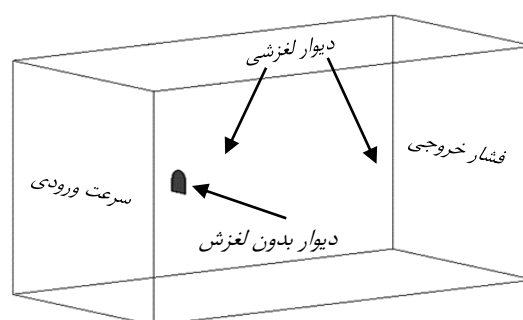 دیوار لغزشی
فشار خروجی
سرعت ورودی
دیوار بدون لغزش